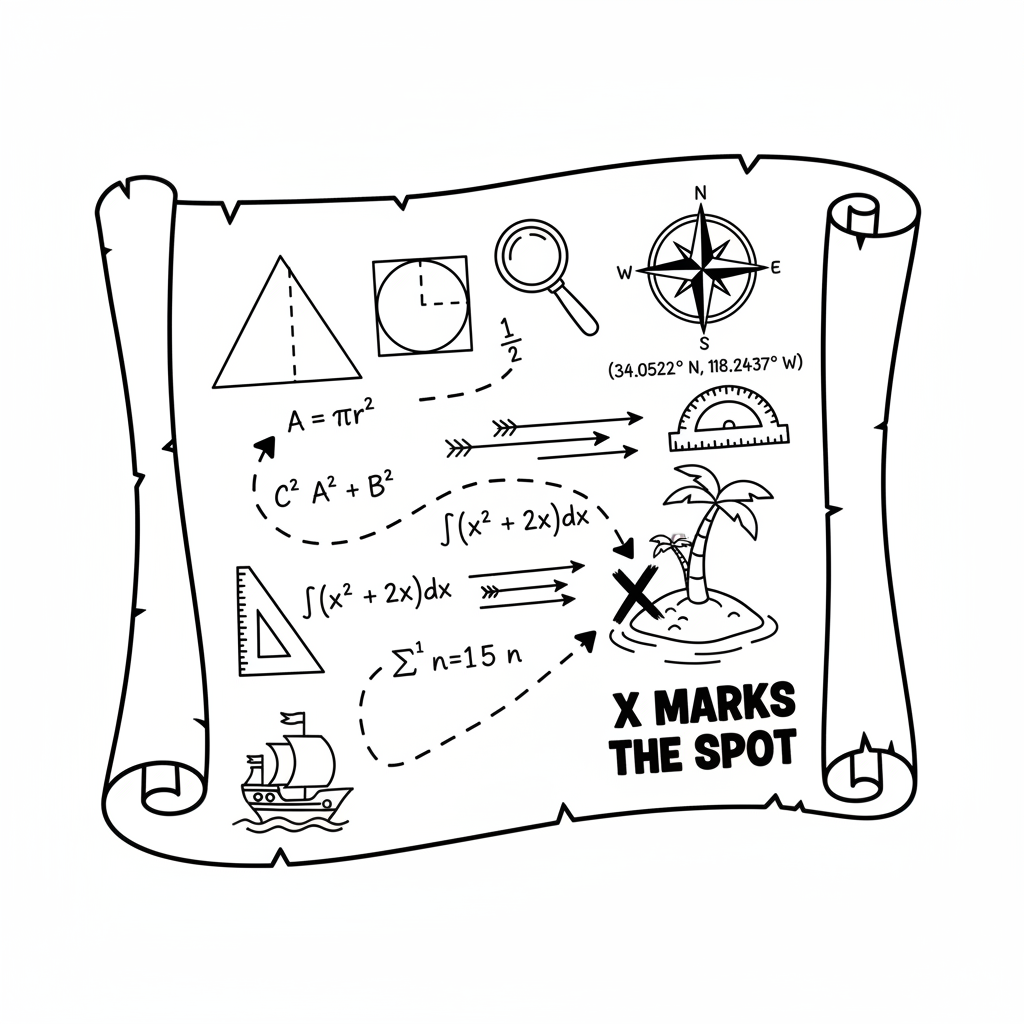 N
W E
S
(34.0522° N, 118.2437° W)
1/2
A = πr²
C² A² + B²
∫(x² + 2x)dx
∫(x² + 2x)dx
∑¹ n=15 n
X
X MARKS
THE SPOT